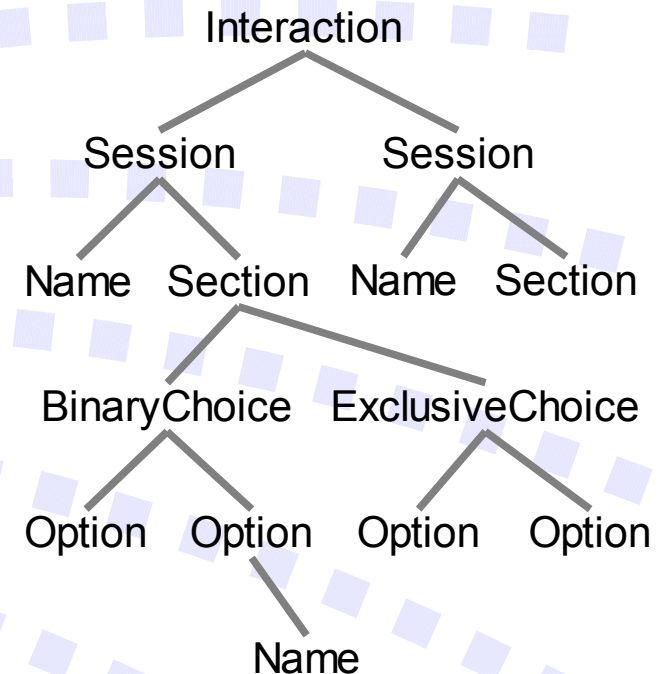 Interaction
Session Session
Name Section Name Section
BinaryChoice ExclusiveChoice
Option Option Option Option
Name